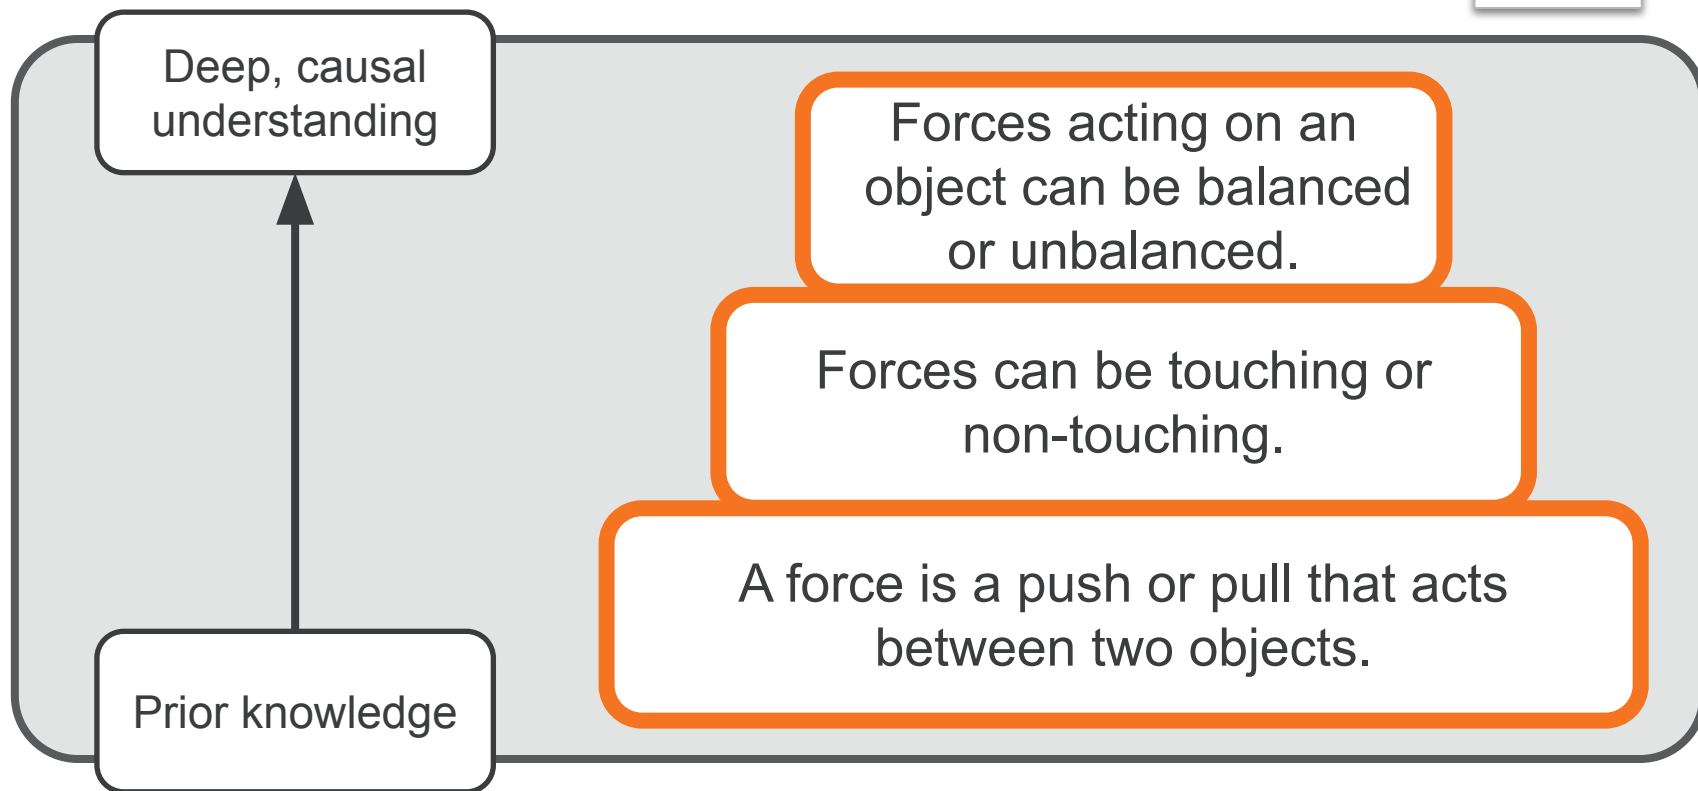 Deep, causal
understanding
Forces acting on an
object can be balanced
or unbalanced.
Forces can be touching or
non-touching.
A force is a push or pull that acts
between two objects.
Prior knowledge